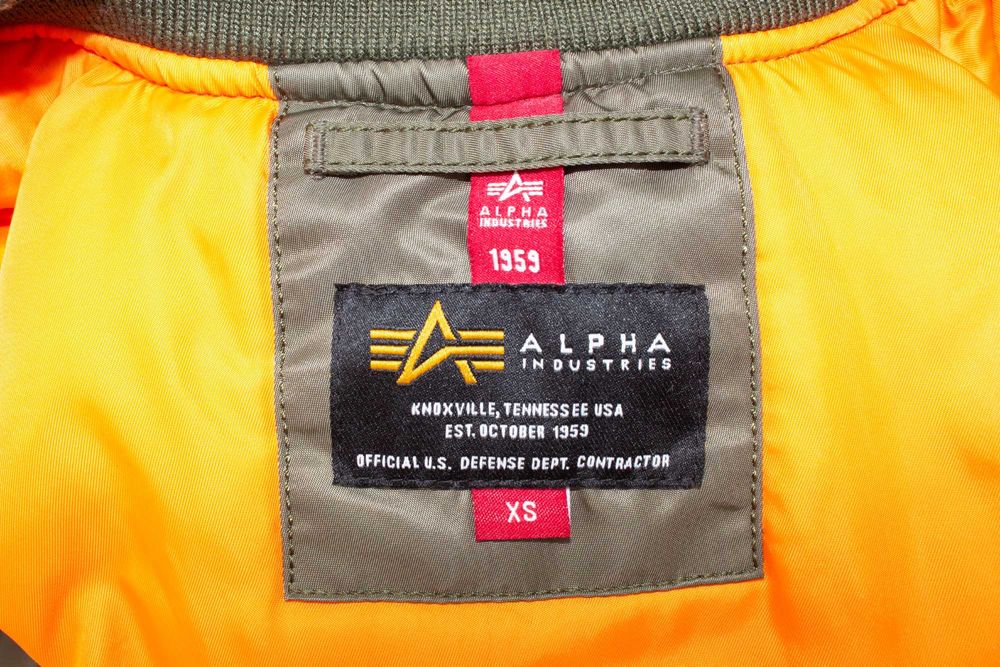 ALPHA
INDUSTRIES
1959
ALPHA
INDUSTRIES
KNOXVILLE, TENNESSEE USA
EST. OCTOBER 1959
OFFICIAL U.S. DEFENSE DEPT. CONTRACTOR
XS